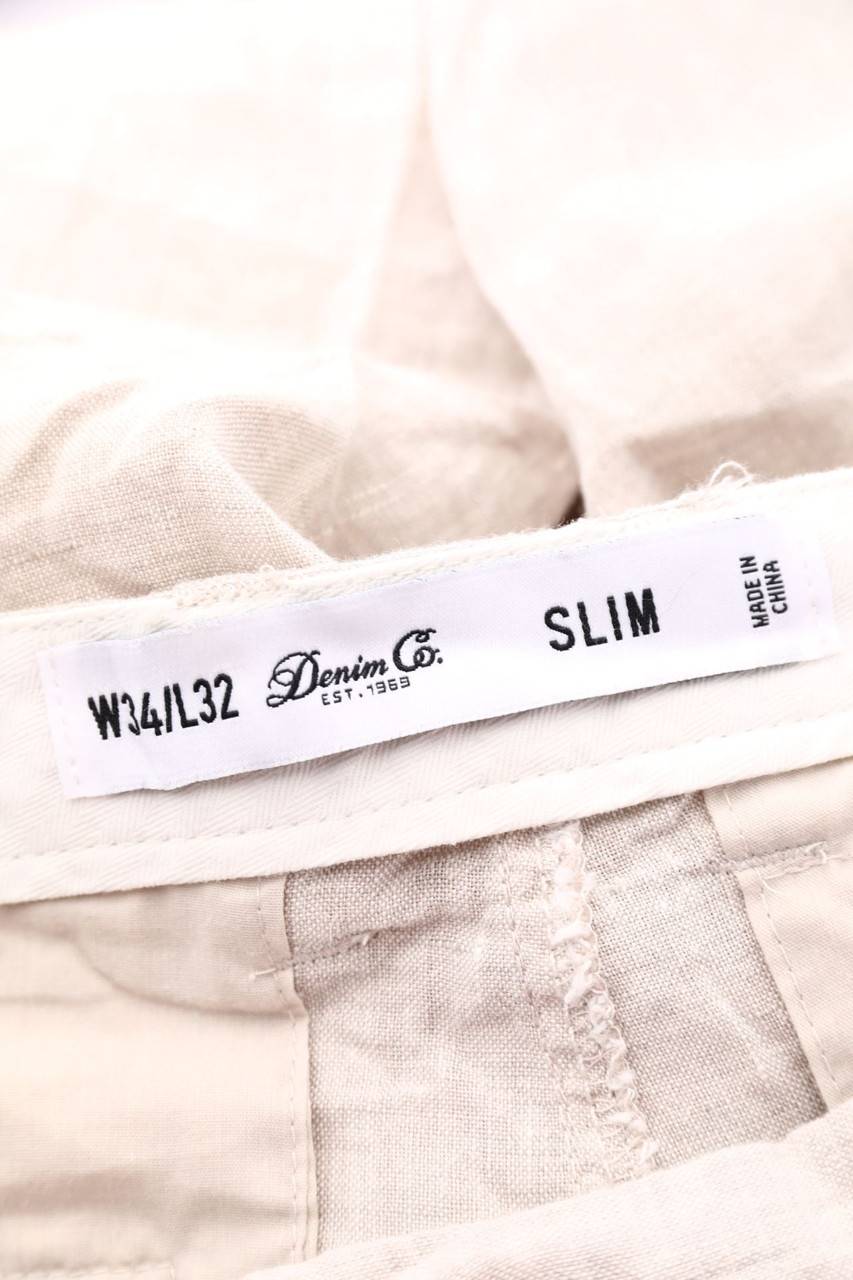 W34/L32
Denim Co.
EST. 1969
SLIM
MADE IN
CHINA